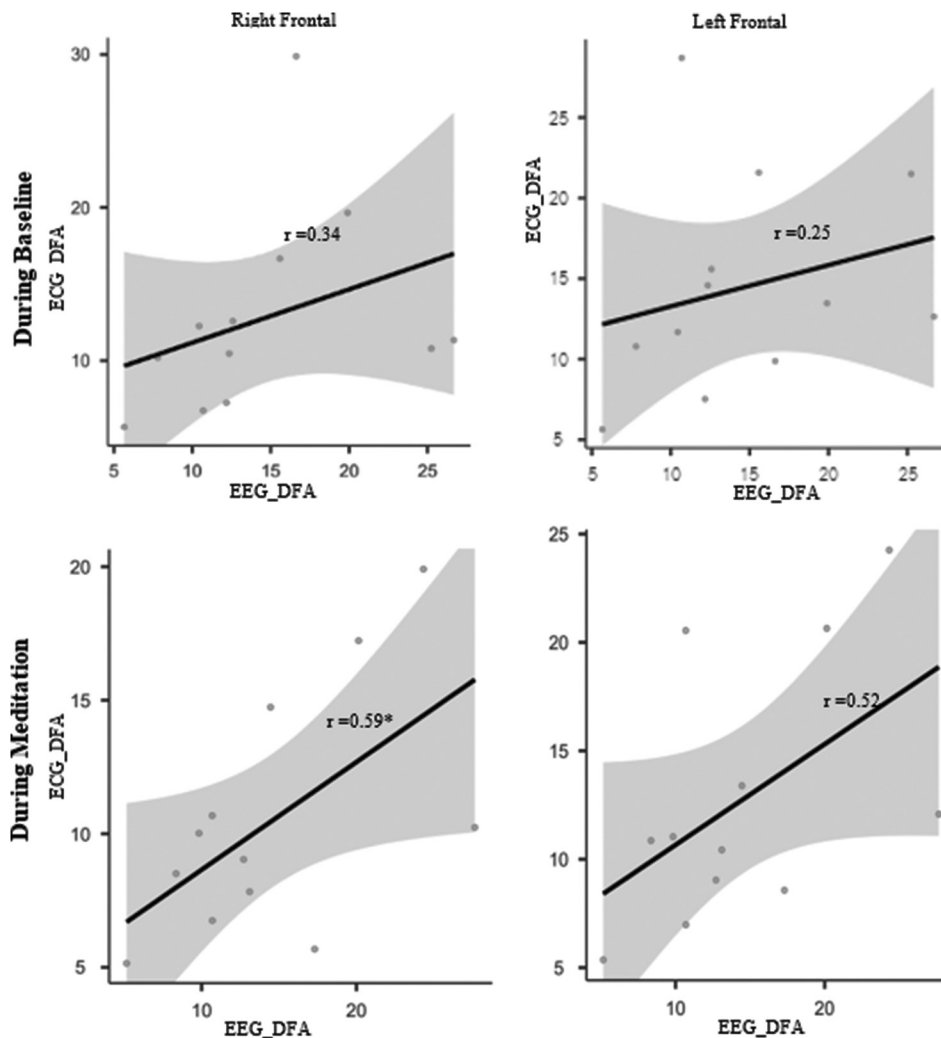 Right Frontal
Left Frontal
During Baseline
ECG_DFA
30
20
10
r =0.34
5
10
15
20
25
EEG_DFA
ECG_DFA
25
20
15
10
5
r =0.25
5
10
15
20
25
EEG_DFA
During Meditation
ECG_DFA
20
15
10
5
r =0.59*
10
20
EEG_DFA
25
20
15
10
5
r =0.52
10
20
EEG_DFA